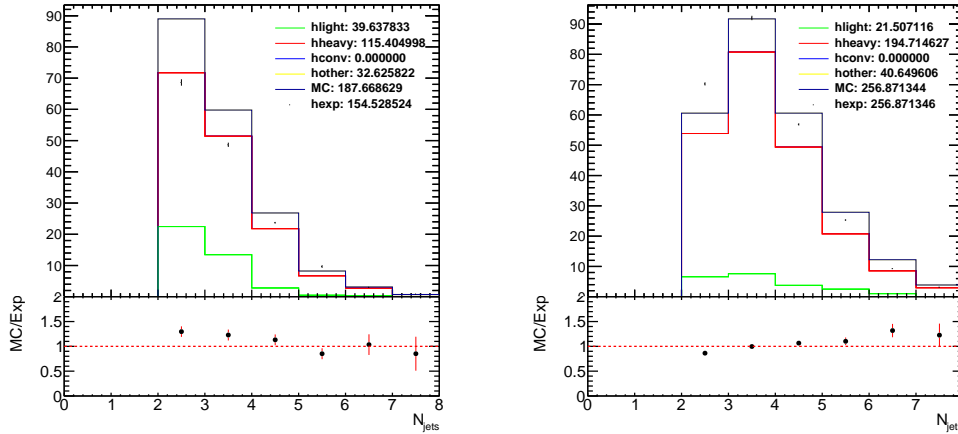 90
80
70
60
50
40
30
20
10
hlight: 39.637833
hheavy: 115.404998
hconv: 0.000000
hother: 32.625822
MC: 187.668629
hexp: 154.528524
MC/Exp
2
1.5
1
0.5
0
0 1 2 3 4 5 6 7 8
N_jets
90
80
70
60
50
40
30
20
10
hlight: 21.507116
hheavy: 194.714627
hconv: 0.000000
hother: 40.649606
MC: 256.871344
hexp: 256.871346
MC/Exp
2
1.5
1
0.5
0
0 1 2 3 4 5 6 7
N_jet